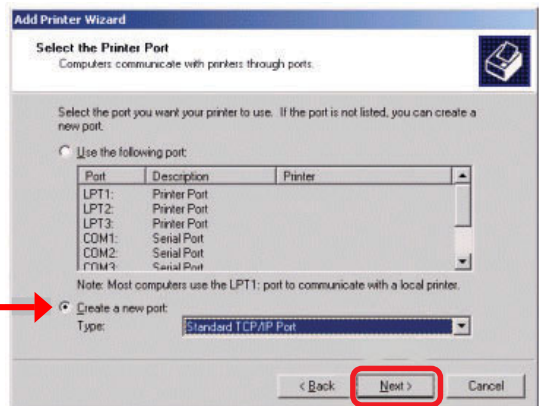 Add Printer Wizard
Select the Printer Port
Computers communicate with printers through ports.
Select the port you want your printer to use. If the port is not listed, you can create a
new port.
Use the following port:
Port Description Printer
LPT1: Printer Port
LPT2: Printer Port
LPT3: Printer Port
COM1: Serial Port
COM2: Serial Port
COM3: Serial Port
Note: Most computers use the LPT1: port to communicate with a local printer.
Create a new port:
Type: Standard TCP/IP Port
< Back Next > Cancel